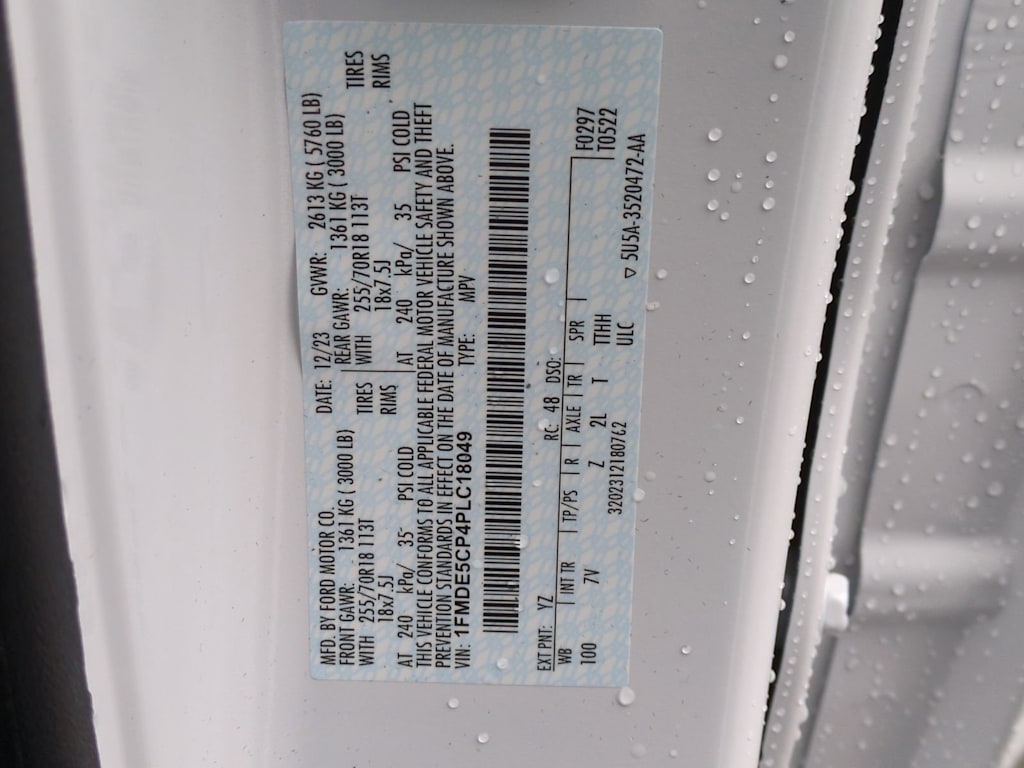 MFD. BY FORD MOTOR CO. DATE: 12/23 GVWR: 2613 KG ( 5760 LB)
FRONT GAWR: 1361 KG ( 3000 LB) REAR GAWR: 1361 KG ( 3000 LB)
WITH 255/70R18 113T TIRES WITH 255/70R18 113T TIRES
18x7.5J RIMS 18x7.5J RIMS
AT 240 kPa/ 35 PSI COLD AT 240 kPa/ 35 PSI COLD
THIS VEHICLE CONFORMS TO ALL APPLICABLE FEDERAL MOTOR VEHICLE SAFETY AND THEFT
PREVENTION STANDARDS IN EFFECT ON THE DATE OF MANUFACTURE SHOWN ABOVE.
VIN: 1FMDE5CP4PLC18049 TYPE: MPV
EXT PNT: YZ RC: 48 DSO: F0297
WB INT TR TP/PS R AXLE TR SPR T0522
100 7V Z 2L T TTHH
3202312180762 ULC ▽ 5U5A-3520472-AA